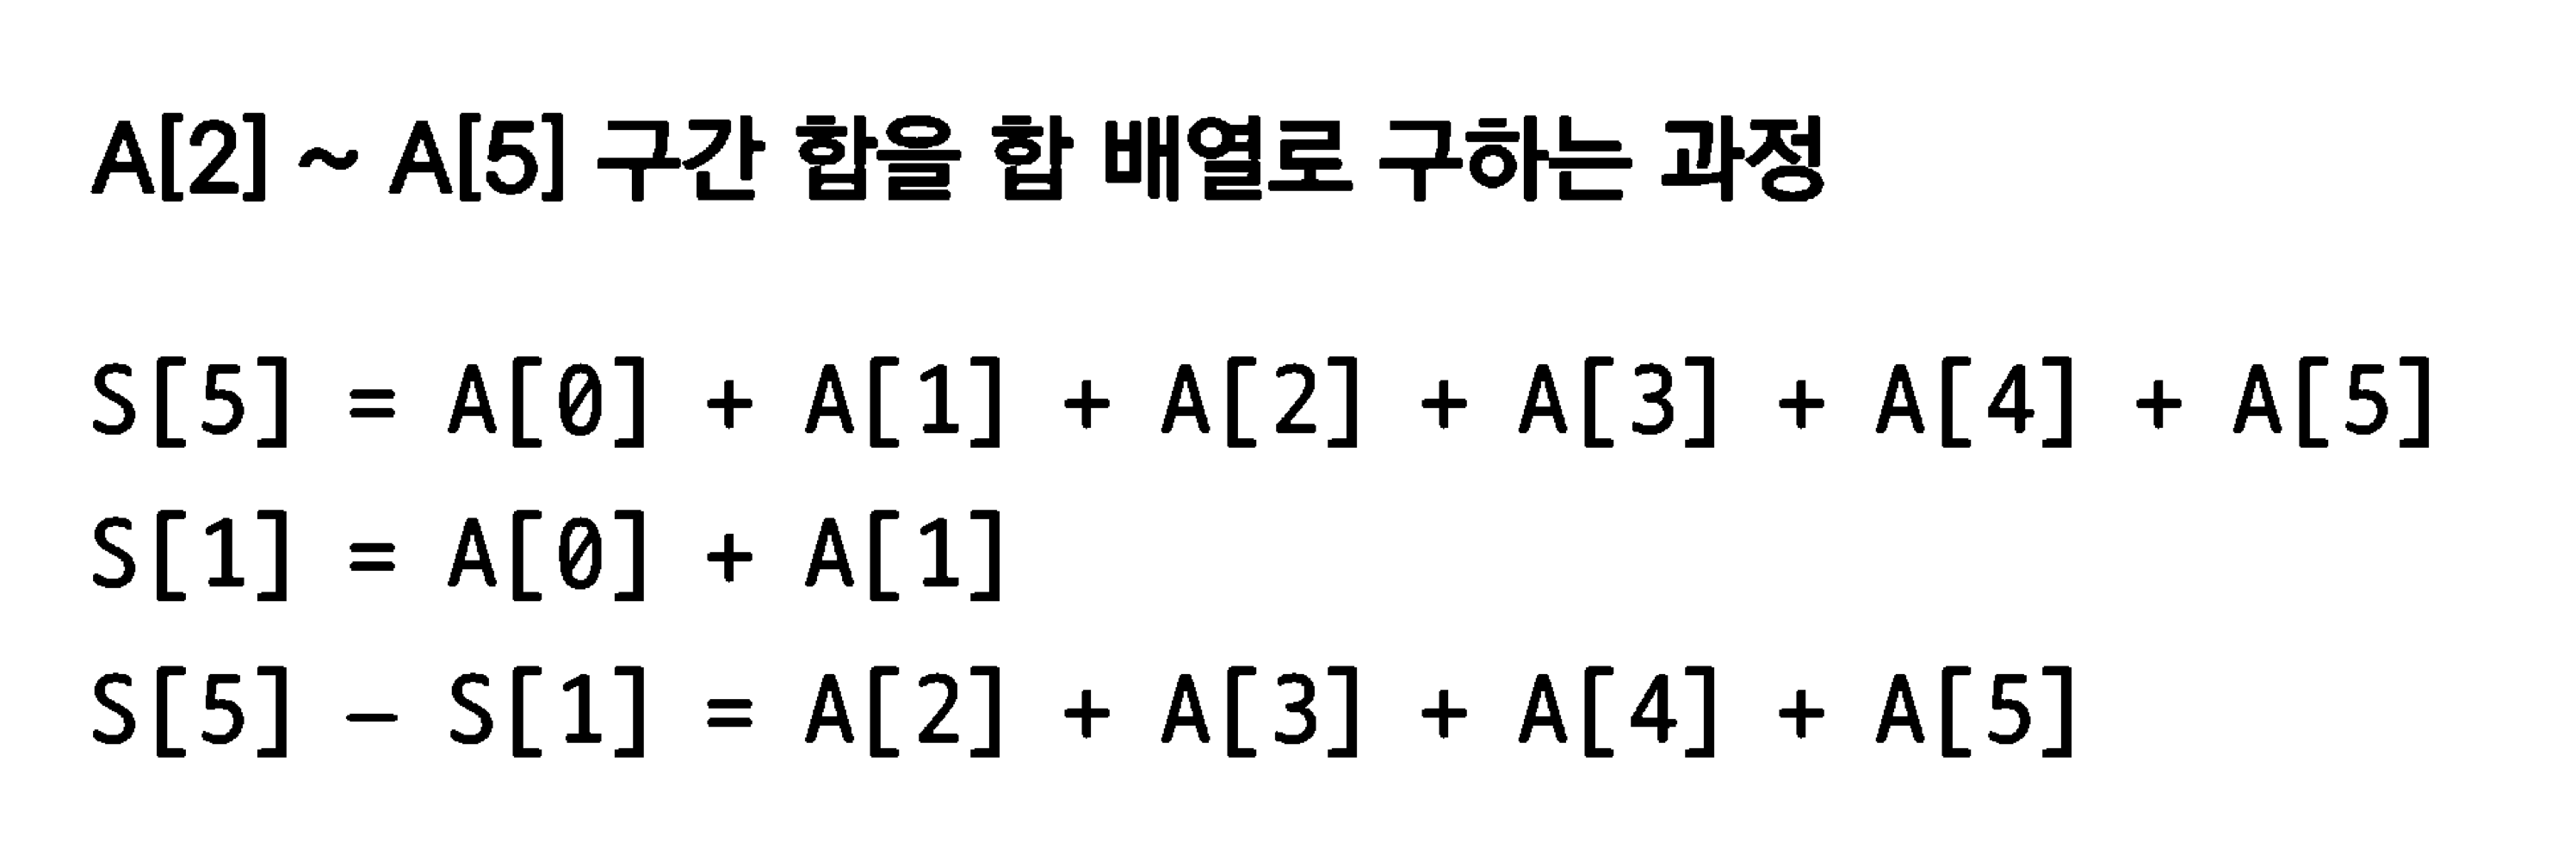 A[2] ~ A[5] 구간 합을 합 배열로 구하는 과정
S[5] = A[0] + A[1] + A[2] + A[3] + A[4] + A[5]
S[1] = A[0] + A[1]
S[5] – S[1] = A[2] + A[3] + A[4] + A[5]